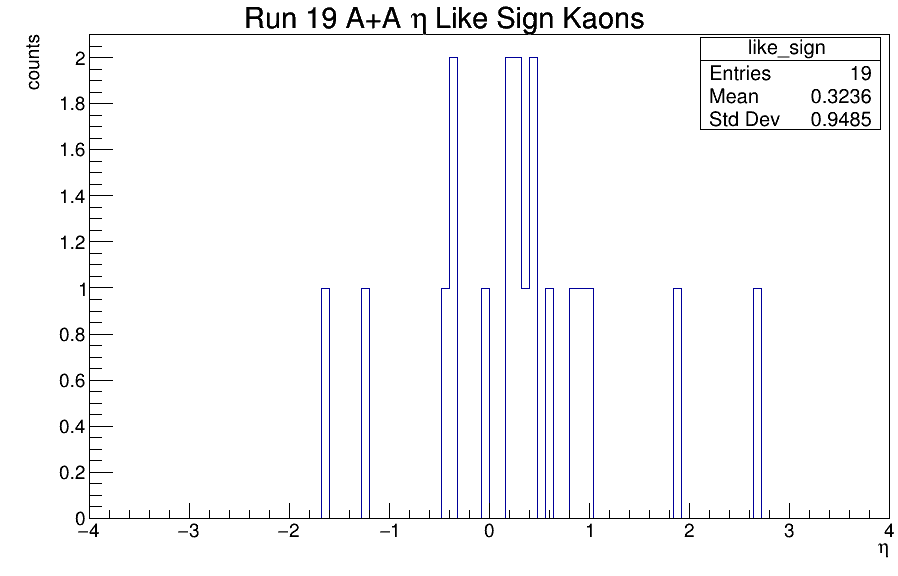 Run 19 A+A η Like Sign Kaons
counts
like_sign
Entries 19
Mean 0.3236
Std Dev 0.9485
2
1.8
1.6
1.4
1.2
1
0.8
0.6
0.4
0.2
0
−4 −3 −2 −1 0 1 2 3 4
η